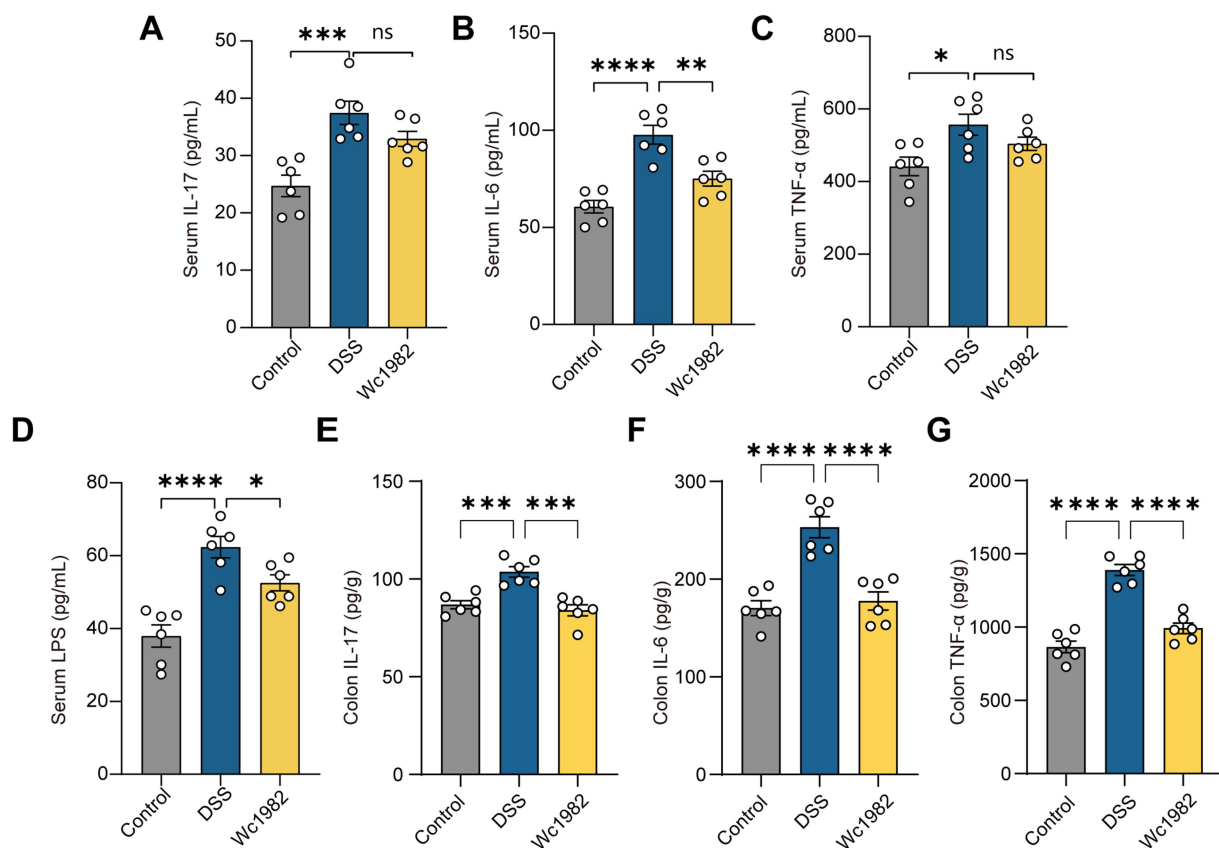 A
*** ns
Serum IL-17 (pg/mL)
50
40
30
20
10
0
Control
DSS
Wc1982
B
**** **
Serum IL-6 (pg/mL)
150
100
50
0
Control
DSS
Wc1982
C
* ns
Serum TNF-α (pg/mL)
800
600
400
200
0
Control
DSS
Wc1982
D
**** *
Serum LPS (pg/mL)
80
60
40
20
0
Control
DSS
Wc1982
E
*** ***
Colon IL-17 (pg/g)
150
100
50
0
Control
DSS
Wc1982
F
**** ****
Colon IL-6 (pg/g)
300
200
100
0
Control
DSS
Wc1982
G
**** ****
Colon TNF-α (pg/g)
2000
1500
1000
500
0
Control
DSS
Wc1982